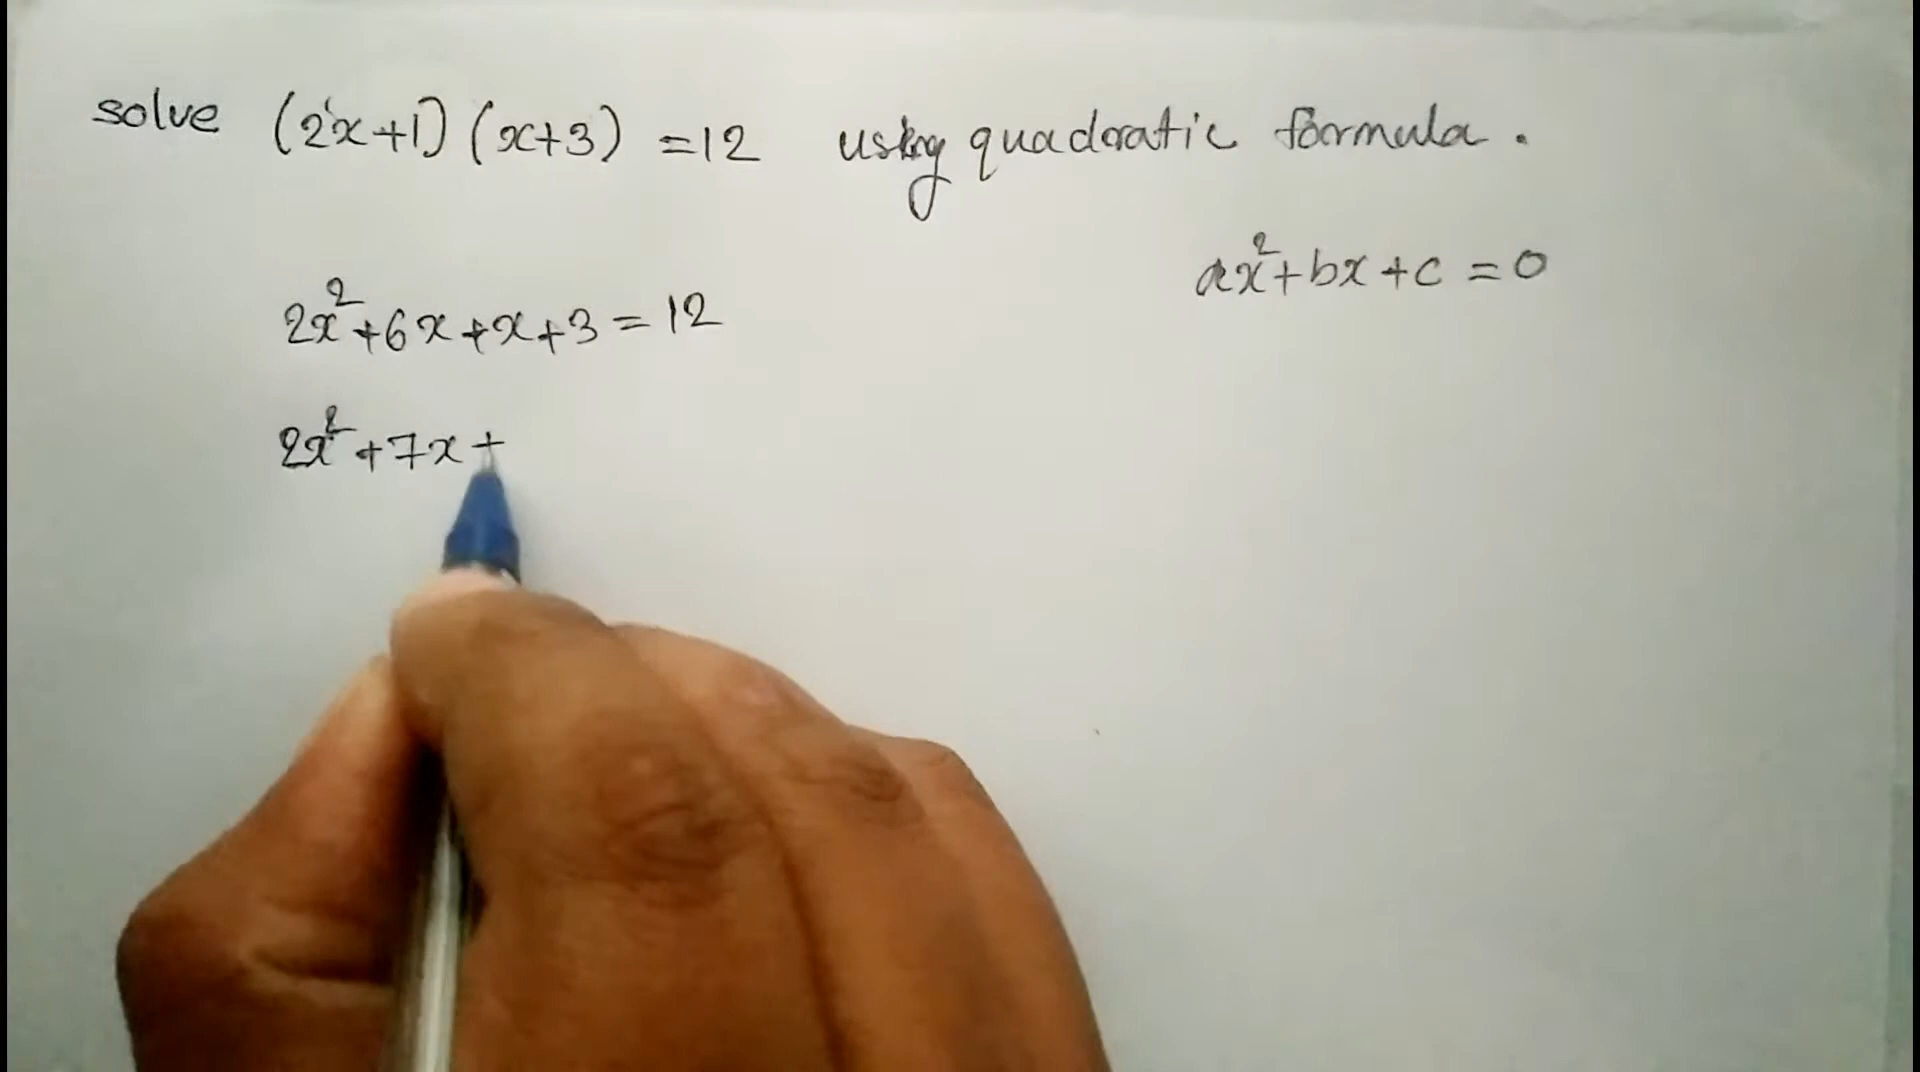 solve (2x+1) (x+3) = 12 using quadratic formula.
ax²+bx+c = 0
2x²+6x+x+3 = 12
2x²+7x+